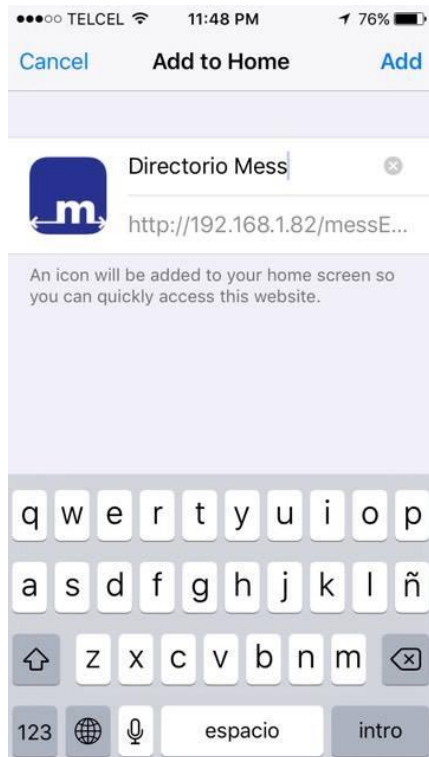 TELCEL 11:48 PM 76%
Cancel Add to Home Add
Directorio Mess
m
http://192.168.1.82/messE...
An icon will be added to your home screen so
you can quickly access this website.
q w e r t y u i o p
a s d f g h j k l ñ
z x c v b n m
123 espacio intro